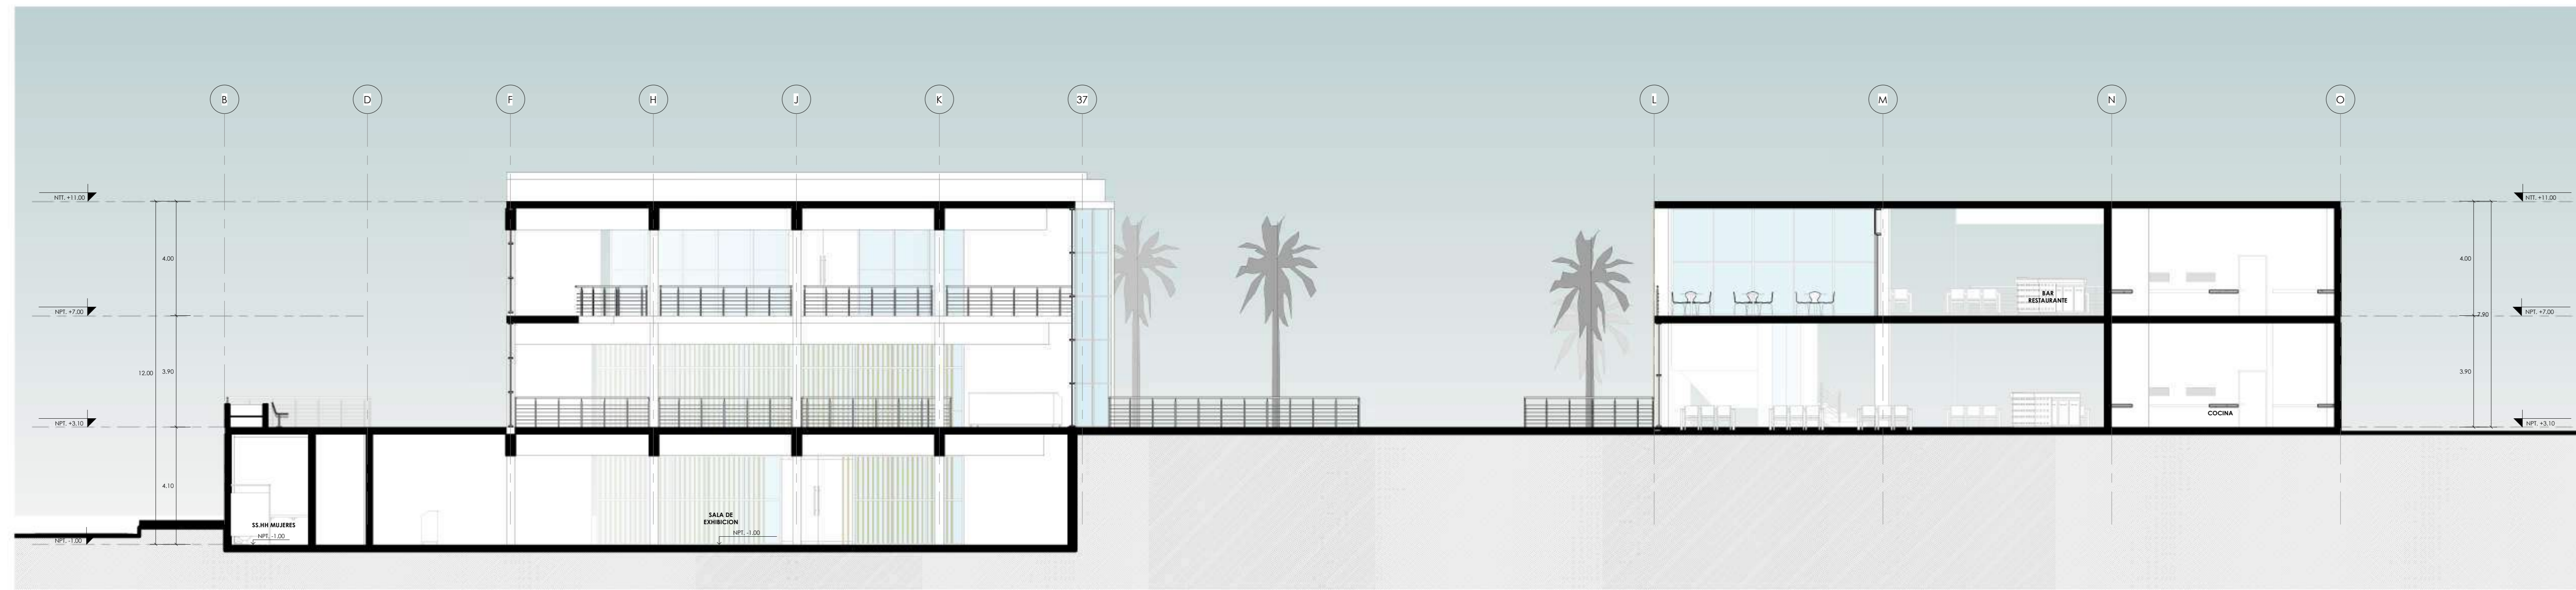 B
D
F
H
J
K
37
L
M
N
O
NTT. +11.00
NTT. +11.00
4.00
4.00
BAR
RESTAURANTE
NPT. +7.00
7.90
NPT. +7.00
12.00
3.90
3.90
COCINA
NPT. +3.10
NPT. +3.10
4.10
SS.HH MUJERES
SALA DE
EXHIBICION
NPT. -1.00
NPT. -1.00
NPT. -1.00